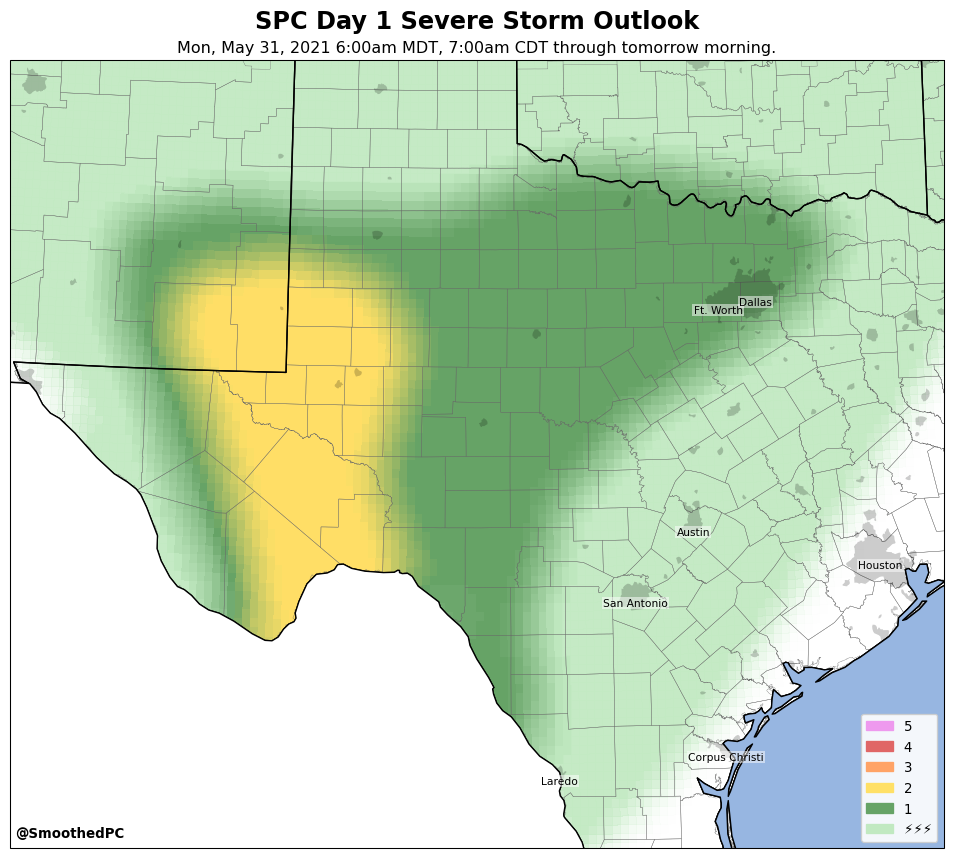 SPC Day 1 Severe Storm Outlook
Mon, May 31, 2021 6:00am MDT, 7:00am CDT through tomorrow morning.
Dallas
Ft. Worth
Austin
Houston
San Antonio
Corpus Christi
Laredo
5
4
3
2
1
⚡⚡⚡
@SmoothedPC